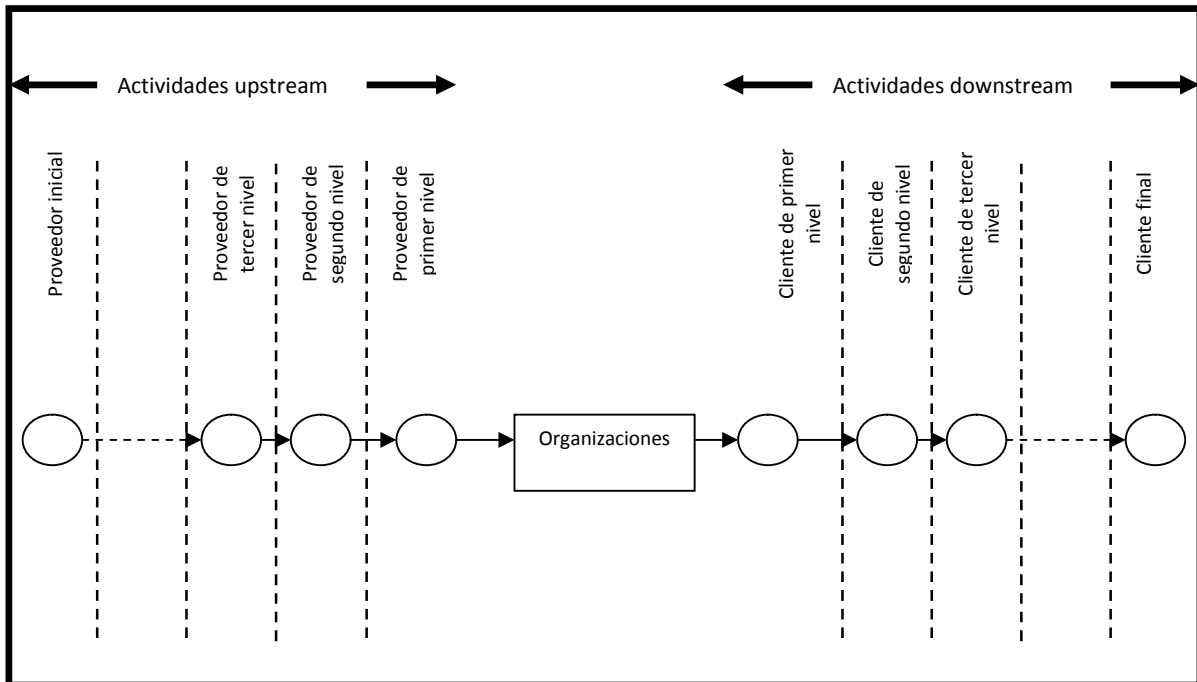 Actividades upstream
Actividades downstream
Proveedor inicial
Proveedor de
tercer nivel
Proveedor de
segundo nivel
Proveedor de
primer nivel
Cliente de primer
nivel
Cliente de
segundo nivel
Cliente de tercer
nivel
Cliente final
Organizaciones